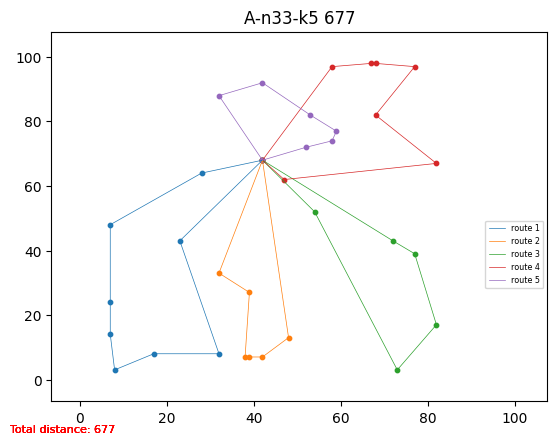 A-n33-k5 677
100
80
60
40
20
0
0 20 40 60 80 100
route 1
route 2
route 3
route 4
route 5
Total distance: 677